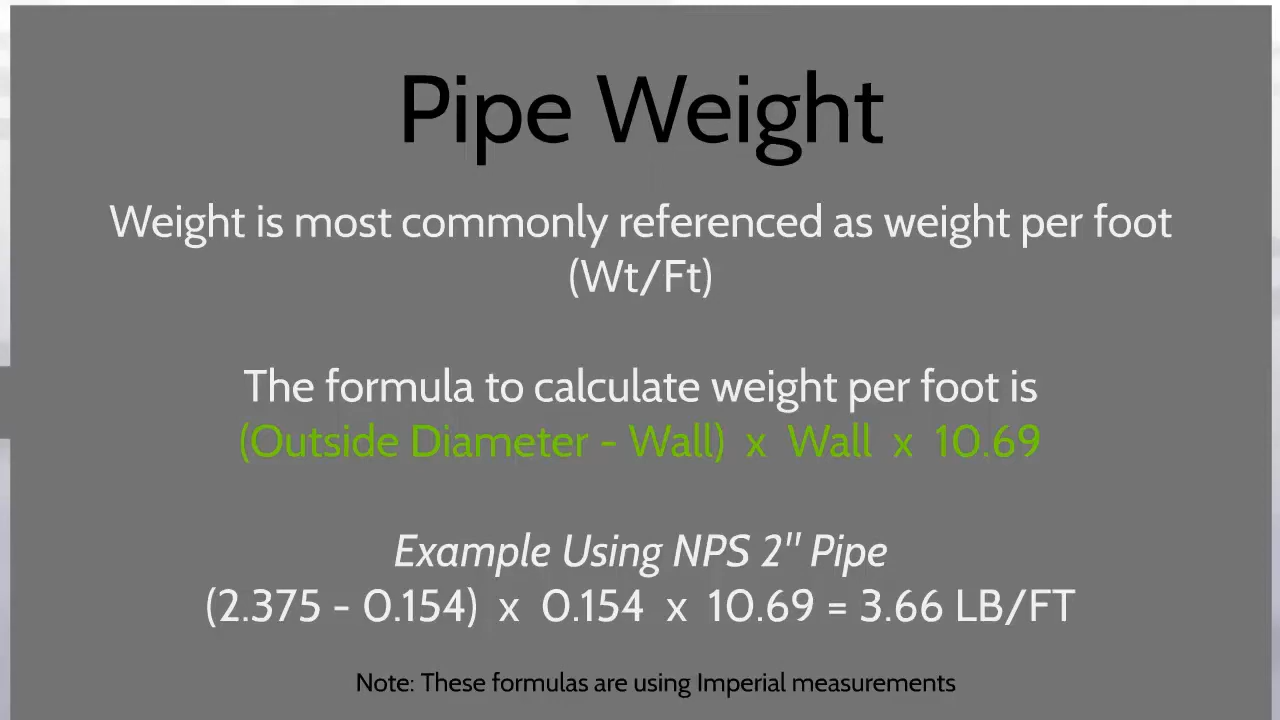 Pipe Weight
Weight is most commonly referenced as weight per foot
(Wt/Ft)
The formula to calculate weight per foot is
(Outside Diameter - Wall) x Wall x 10.69
Example Using NPS 2" Pipe
(2.375 - 0.154) x 0.154 x 10.69 = 3.66 LB/FT
Note: These formulas are using Imperial measurements